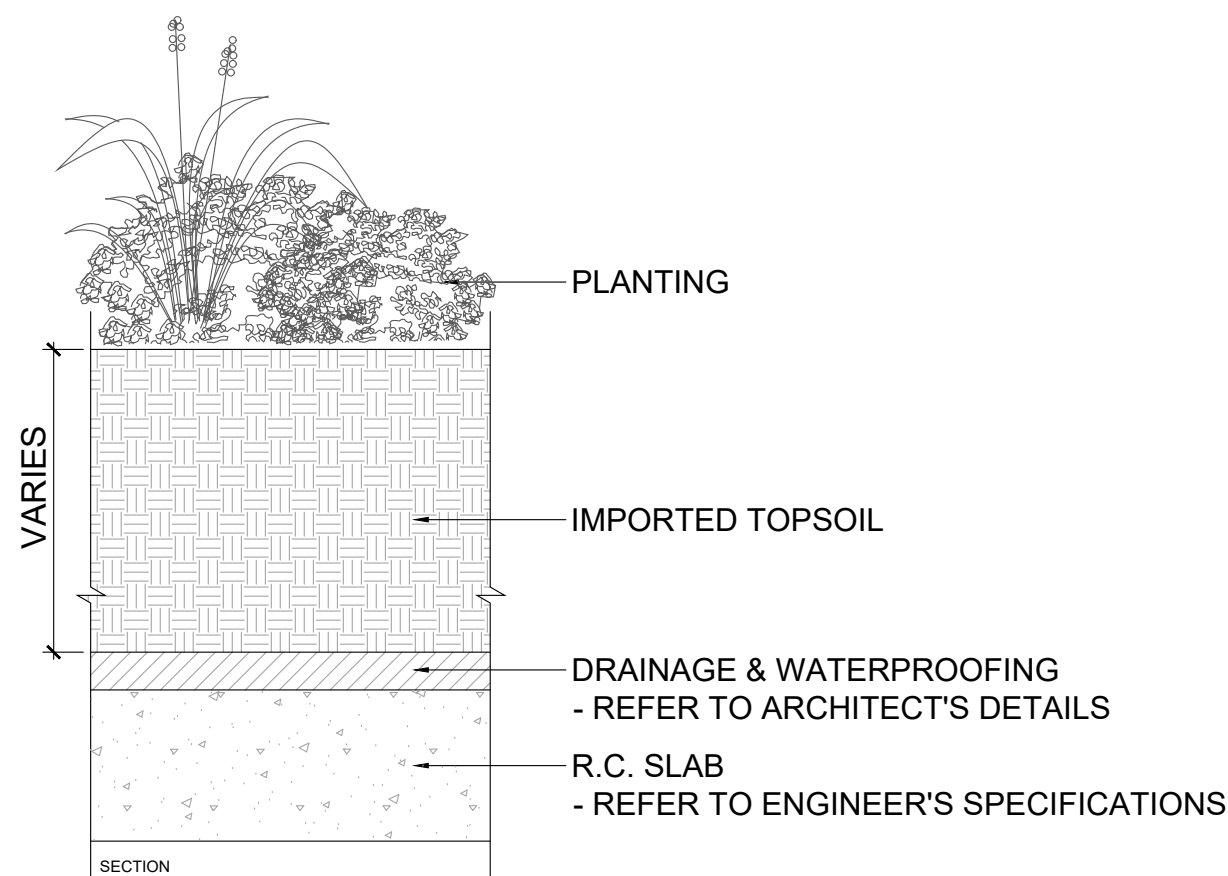 PLANTING
VARIES
IMPORTED TOPSOIL
DRAINAGE & WATERPROOFING
- REFER TO ARCHITECT'S DETAILS
R.C. SLAB
- REFER TO ENGINEER'S SPECIFICATIONS
SECTION